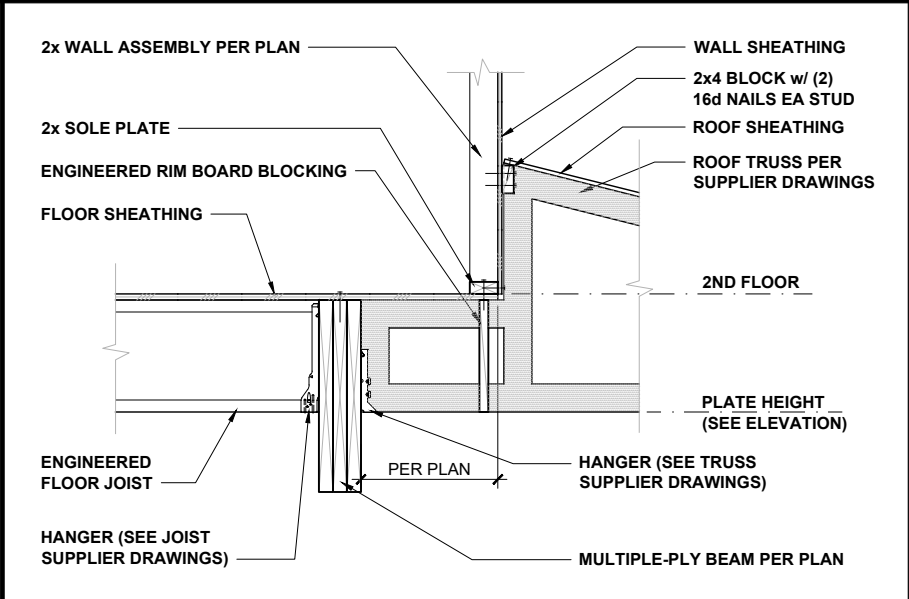 2x WALL ASSEMBLY PER PLAN
2x SOLE PLATE
ENGINEERED RIM BOARD BLOCKING
FLOOR SHEATHING
WALL SHEATHING
2x4 BLOCK w/ (2)
16d NAILS EA STUD
ROOF SHEATHING
ROOF TRUSS PER
SUPPLIER DRAWINGS
2ND FLOOR
PLATE HEIGHT
(SEE ELEVATION)
ENGINEERED
FLOOR JOIST
PER PLAN
HANGER (SEE TRUSS
SUPPLIER DRAWINGS)
HANGER (SEE JOIST
SUPPLIER DRAWINGS)
MULTIPLE-PLY BEAM PER PLAN